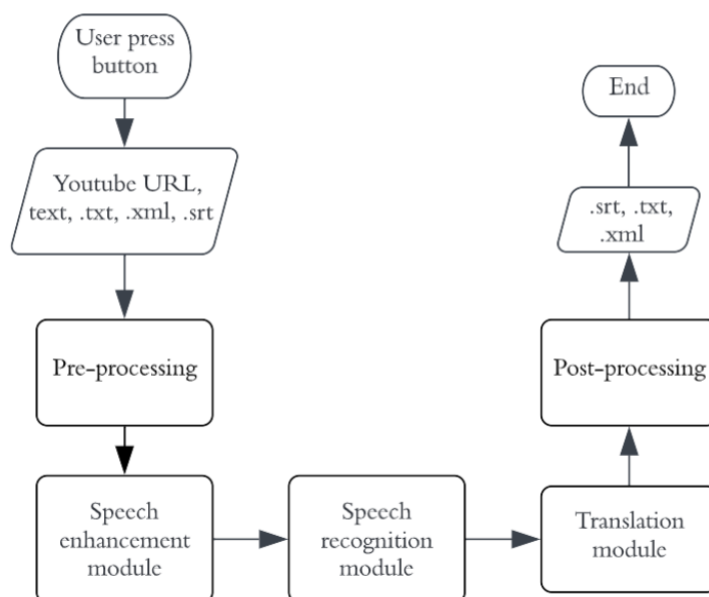 User press
button
Youtube URL,
text, .txt, .xml, .srt
Pre-processing
Speech
enhancement
module
Speech
recognition
module
Translation
module
Post-processing
.srt, .txt,
.xml
End